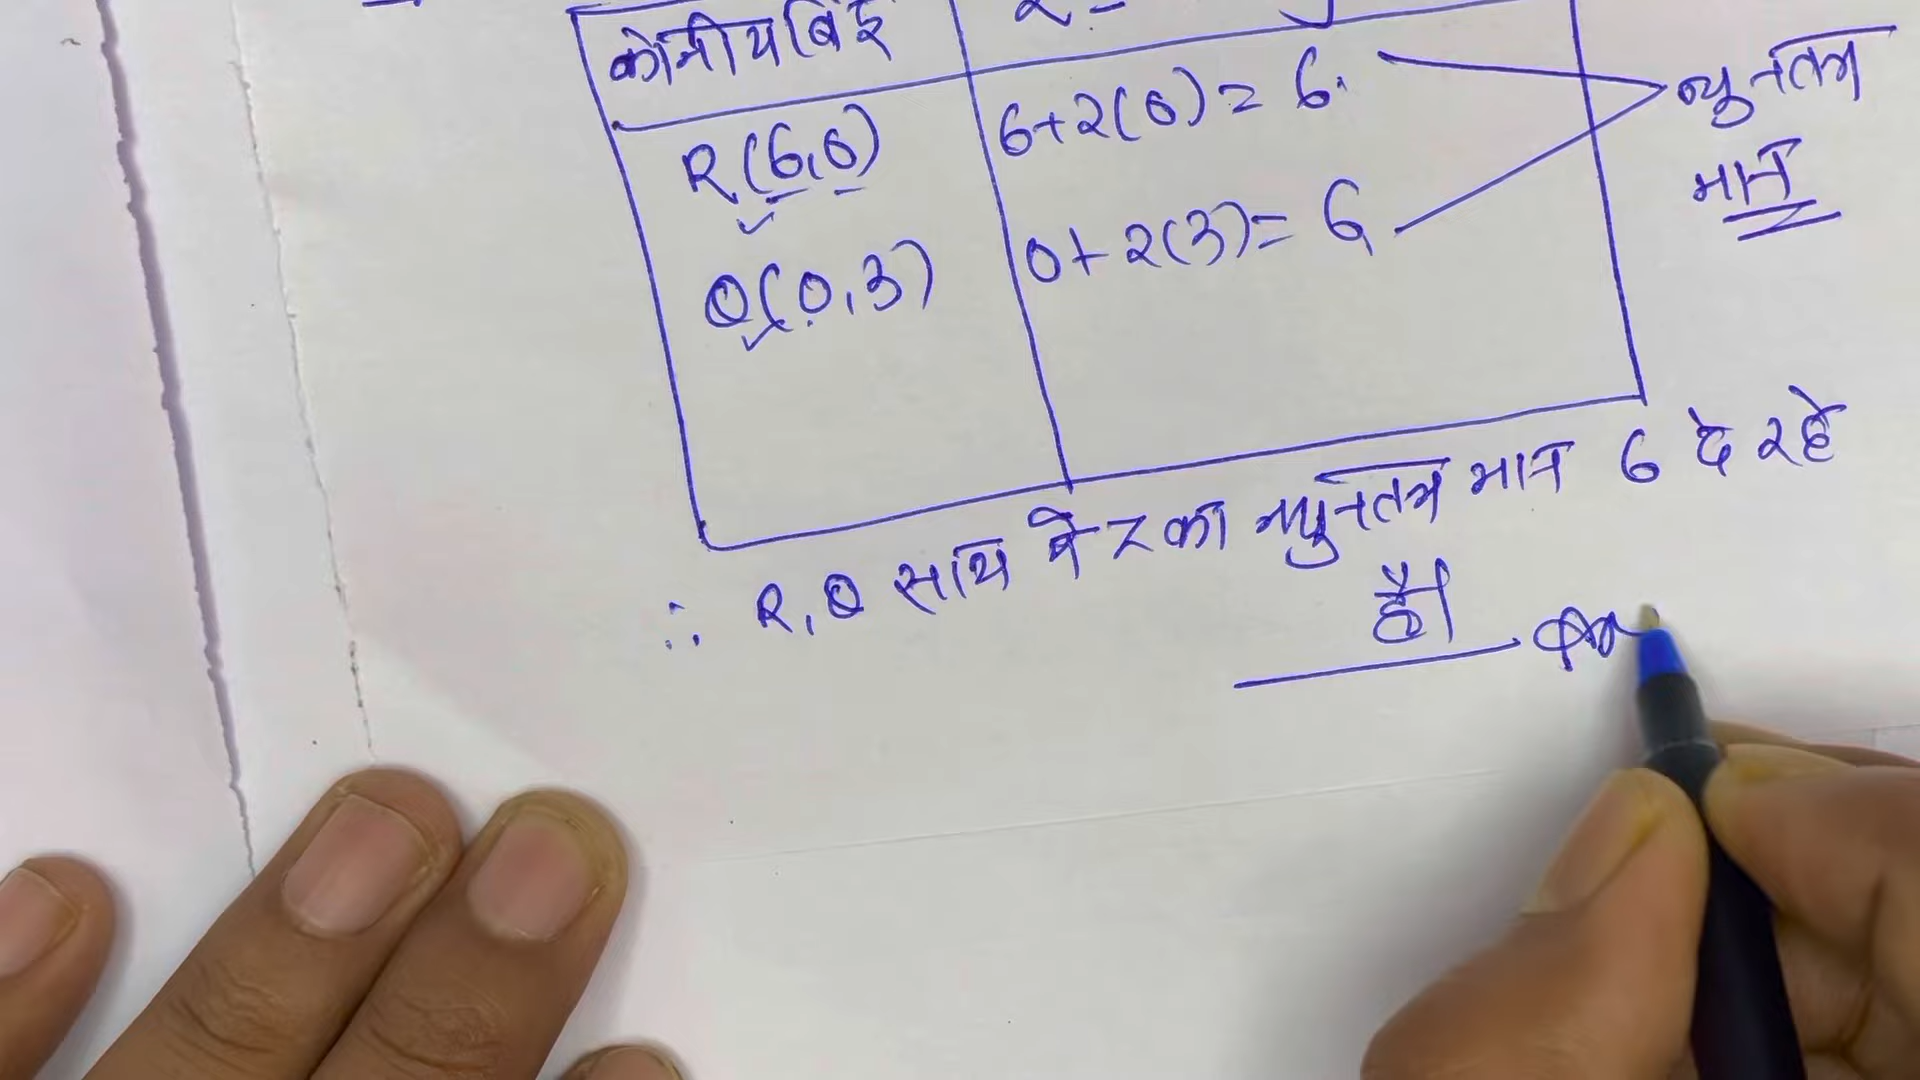 कोनीय बिंदु
R(6,0) 6+2(0) = 6
न्यूनतम मान
Q(0,3) 0+2(3) = 6
∴ R, Q साथ में Z का न्यूनतम मान 6 दे रहे
है।